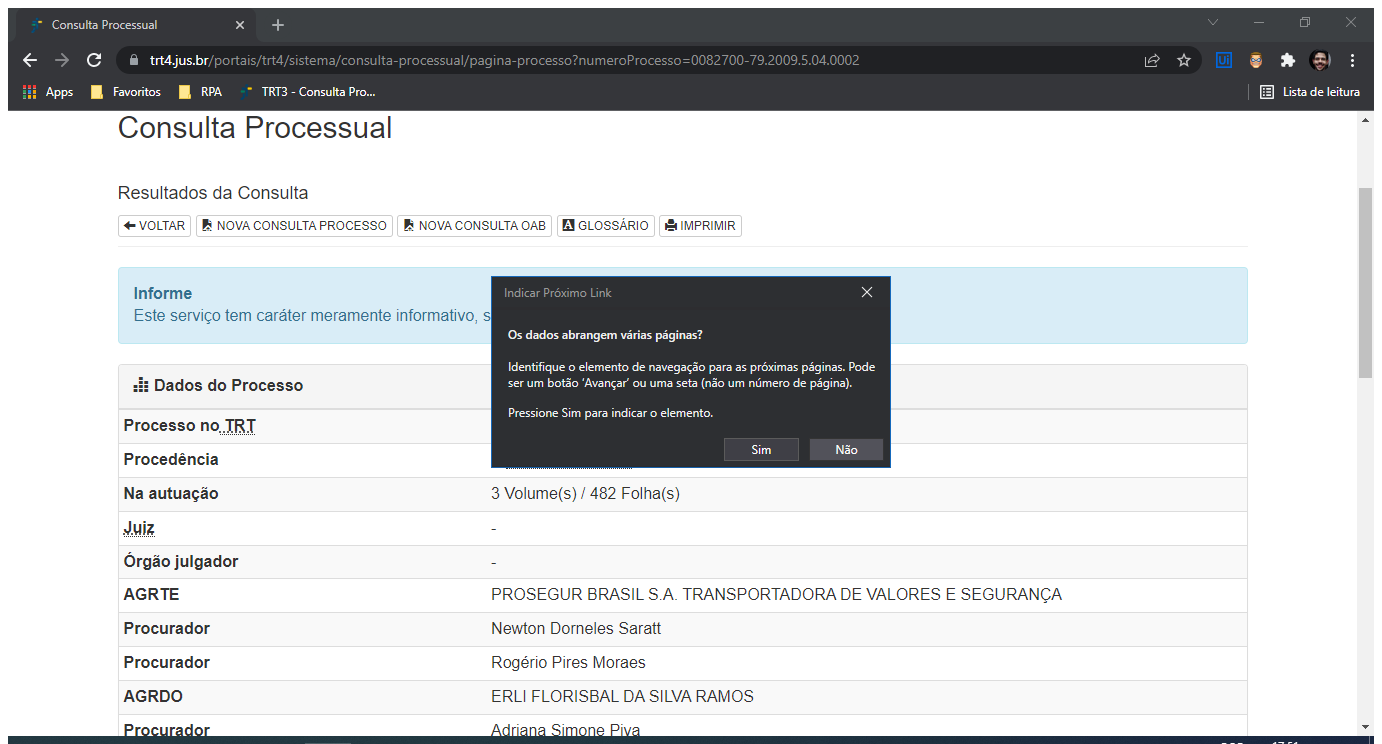 Consulta Processual
trt4.jus.br/portais/trt4/sistema/consulta-processual/pagina-processo?numeroProcesso=0082700-79.2009.5.04.0002
Apps Favoritos RPA TRT3 - Consulta Pro... Lista de leitura
Consulta Processual
Resultados da Consulta
VOLTAR NOVA CONSULTA PROCESSO NOVA CONSULTA OAB GLOSSÁRIO IMPRIMIR
Informe
Este serviço tem caráter meramente informativo, s
Indicar Próximo Link
Os dados abrangem várias páginas?
Identifique o elemento de navegação para as próximas páginas. Pode
ser um botão 'Avançar' ou uma seta (não um número de página).
Pressione Sim para indicar o elemento.
Sim Não
Dados do Processo
Processo no TRT
Procedência
Na autuação 3 Volume(s) / 482 Folha(s)
Juiz -
Órgão julgador -
AGRTE PROSEGUR BRASIL S.A. TRANSPORTADORA DE VALORES E SEGURANÇA
Procurador Newton Dorneles Saratt
Procurador Rogério Pires Moraes
AGRDO ERLI FLORISBAL DA SILVA RAMOS
Procurador Adriana Simone Piva